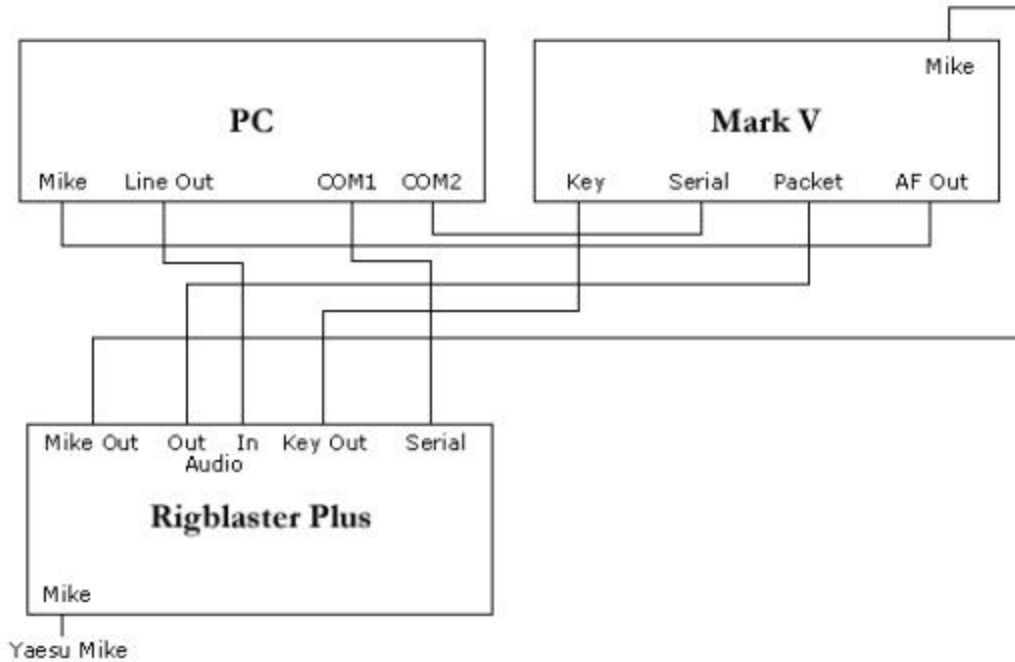 Mike
PC
Mark V
Mike Line Out COM1 COM2
Key Serial Packet AF Out
Mike Out Out In Key Out Serial
Audio
Rigblaster Plus
Mike
Yaesu Mike